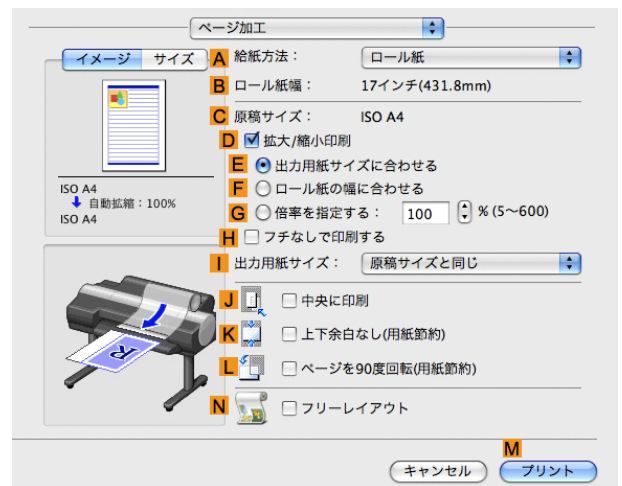 ページ加工
イメージ サイズ
A 給紙方法： ロール紙
B ロール紙幅： 17インチ(431.8mm)
C 原稿サイズ： ISO A4
D 拡大/縮小印刷
E 出力用紙サイズに合わせる
F ロール紙の幅に合わせる
G 倍率を指定する： 100 % (5〜600)
H フチなしで印刷する
ISO A4
自動拡縮：100%
ISO A4
I 出力用紙サイズ： 原稿サイズと同じ
J 中央に印刷
K 上下余白なし(用紙節約)
L ページを90度回転(用紙節約)
N フリーレイアウト
R
M
キャンセル プリント